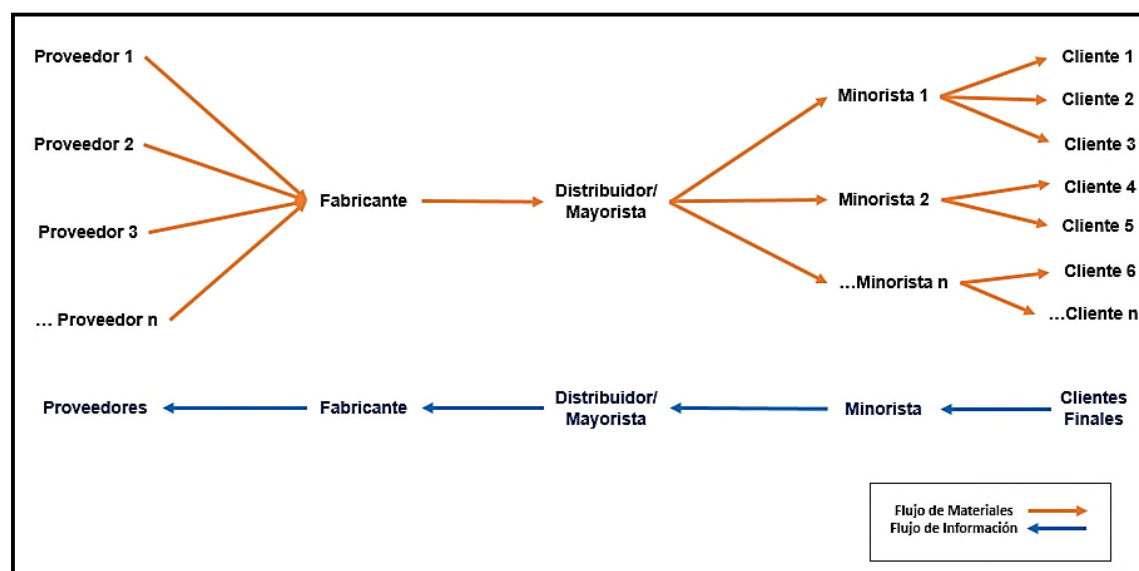 Proveedor 1
Proveedor 2
Proveedor 3
... Proveedor n
Fabricante
Distribuidor/
Mayorista
Minorista 1
Minorista 2
...Minorista n
Cliente 1
Cliente 2
Cliente 3
Cliente 4
Cliente 5
Cliente 6
...Cliente n
Proveedores
Fabricante
Distribuidor/
Mayorista
Minorista
Clientes
Finales
Flujo de Materiales
Flujo de Información